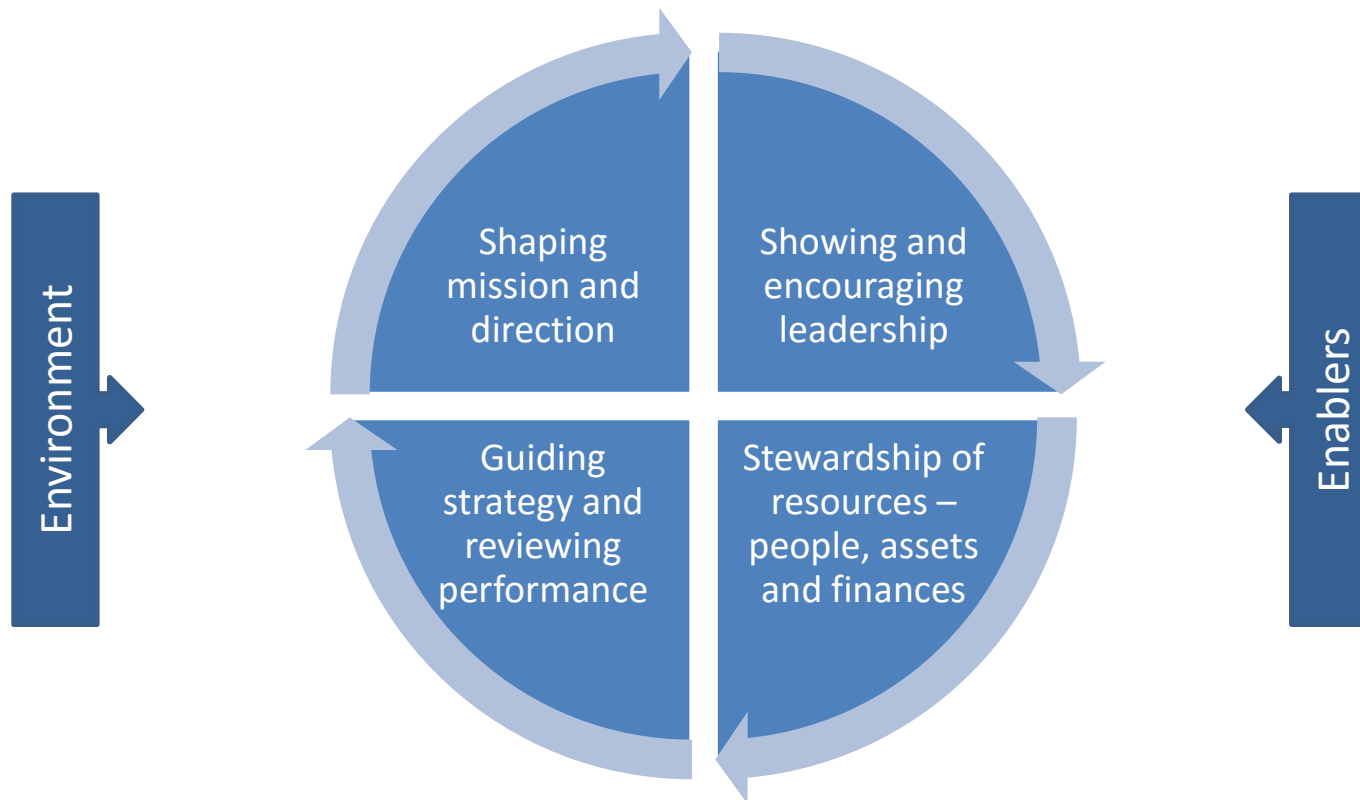 Environment
Shaping
mission and
direction
Showing and
encouraging
leadership
Guiding
strategy and
reviewing
performance
Stewardship of
resources –
people, assets
and finances
Enablers